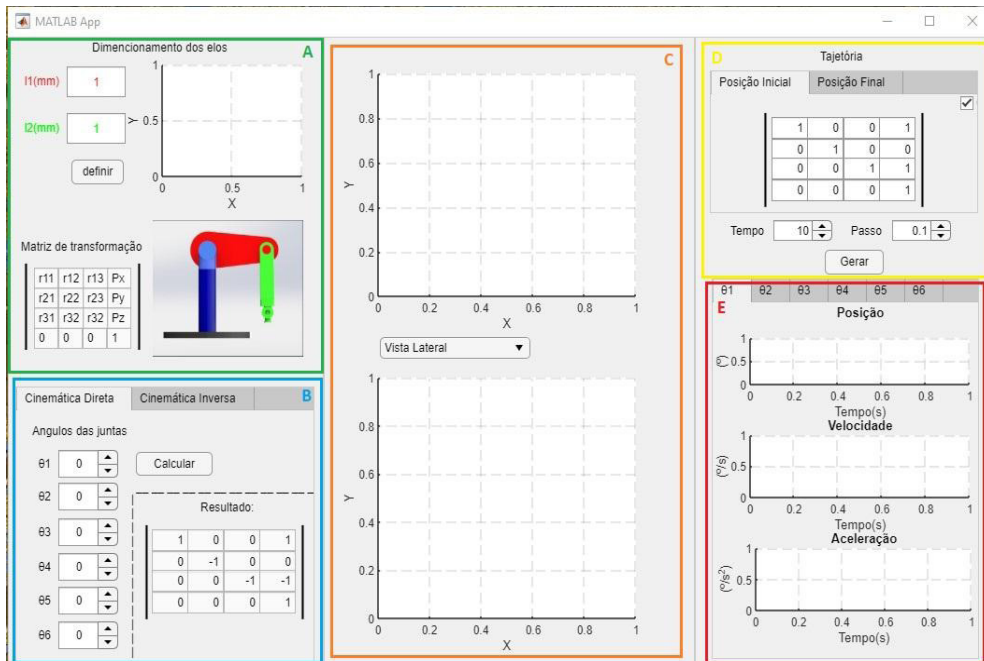 MATLAB App
A
Dimencionamento dos elos
l1(mm)
1
l2(mm)
1
definir
1
0.5
0
Y
0
0.5
1
X
Matriz de transformação
r11 r12 r13 Px
r21 r22 r23 Py
r31 r32 r32 Pz
0 0 0 1
B
Cinemática Direta
Cinemática Inversa
Angulos das juntas
θ1 0
θ2 0
θ3 0
θ4 0
θ5 0
θ6 0
Calcular
Resultado:
1 0 0 1
0 -1 0 0
0 0 -1 -1
0 0 0 1
C
1
0.8
0.6
0.4
0.2
0
Y
0 0.2 0.4 0.6 0.8 1
X
Vista Lateral
1
0.8
0.6
0.4
0.2
0
Y
0 0.2 0.4 0.6 0.8 1
X
D
Tajetória
Posição Inicial
Posição Final
1 0 0 1
0 1 0 0
0 0 1 1
0 0 0 1
Tempo 10
Passo 0.1
Gerar
E
θ1 θ2 θ3 θ4 θ5 θ6
Posição
1
0.5
0
(º)
0 0.2 0.4 0.6 0.8 1
Tempo(s)
Velocidade
1
0.5
0
(º/s)
0 0.2 0.4 0.6 0.8 1
Tempo(s)
Aceleração
1
0.5
0
(º/s²)
0 0.2 0.4 0.6 0.8 1
Tempo(s)